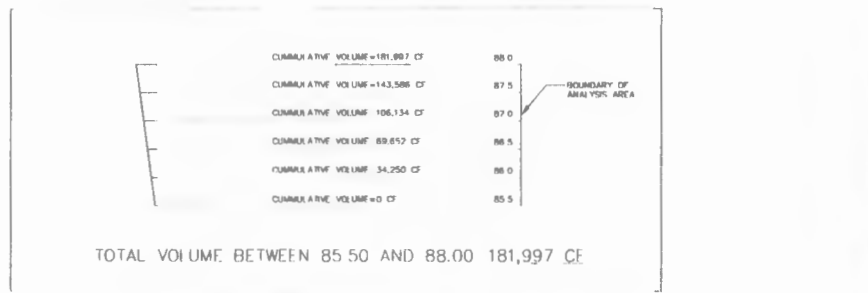 CUMMULATIVE VOLUME=181,997 CF 88.0
CUMMULATIVE VOLUME=143,586 CF 87.5
BOUNDARY OF
ANALYSIS AREA
CUMMULATIVE VOLUME 106,134 CF 87.0
CUMMULATIVE VOLUME 69,652 CF 86.5
CUMMULATIVE VOLUME 34,250 CF 86.0
CUMMULATIVE VOLUME=0 CF 85.5
TOTAL VOLUME BETWEEN 85.50 AND 88.00 181,997 CF